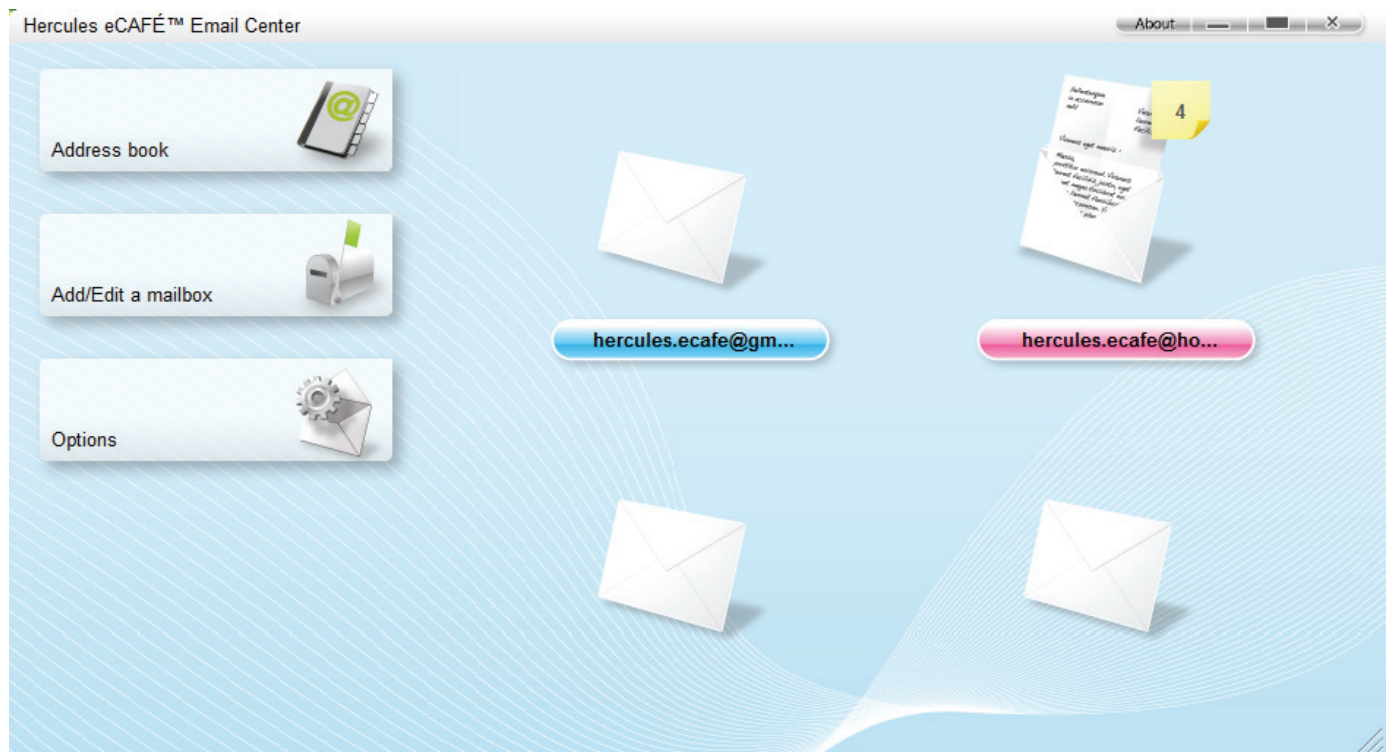 Hercules eCAFÉ™ Email Center
About
Address book
Add/Edit a mailbox
Options
4
hercules.ecafe@gm...
hercules.ecafe@ho...